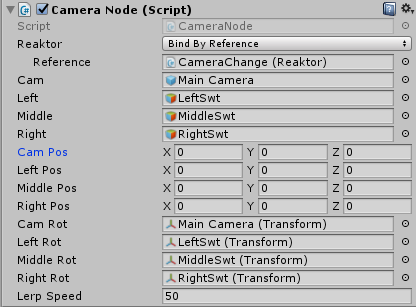 Camera Node (Script)
Script CameraNode
Reaktor Bind By Reference
Reference CameraChange (Reaktor)
Cam Main Camera
Left LeftSwt
Middle MiddleSwt
Right RightSwt
Cam Pos X 0 Y 0 Z 0
Left Pos X 0 Y 0 Z 0
Middle Pos X 0 Y 0 Z 0
Right Pos X 0 Y 0 Z 0
Cam Rot Main Camera (Transform)
Left Rot LeftSwt (Transform)
Middle Rot MiddleSwt (Transform)
Right Rot RightSwt (Transform)
Lerp Speed 50